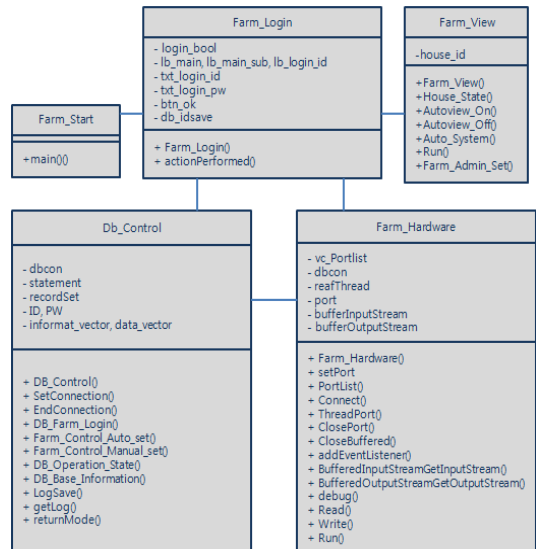 Farm_Login
- login_bool
- lb_main, lb_main_sub, lb_login_id
- txt_login_id
- txt_login_pw
- btn_ok
- db_idsave
+ Farm_Login()
+ actionPerformed()
Farm_View
-house_id
+Farm_View()
+House_State()
+Autoview_On()
+Autoview_Off()
+Auto_System()
+Run()
+Farm_Admin_Set()
Farm_Start
+main()()
Db_Control
- dbcon
- statement
- recordSet
- ID, PW
- informat_vector, data_vector
+ DB_Control()
+ SetConnection()
+ EndConnection()
+ DB_Farm_Login()
+ Farm_Control_Auto_set()
+ Farm_Control_Manual_set()
+ DB_Operation_State()
+ DB_Base_Information()
+ LogSave()
+ getLog()
+ returnMode()
Farm_Hardware
- vc_Portlist
- dbcon
- reafThread
- port
- bufferInputStream
- bufferOutputStream
+ Farm_Hardware()
+ setPort
+ PortList()
+ Connect()
+ ThreadPort()
+ ClosePort()
+ CloseBuffered()
+ addEventListener()
+ BufferedInputStreamGetInputStream()
+ BufferedOutputStreamGetOutputStream()
+ debug()
+ Read()
+ Write()
+ Run()